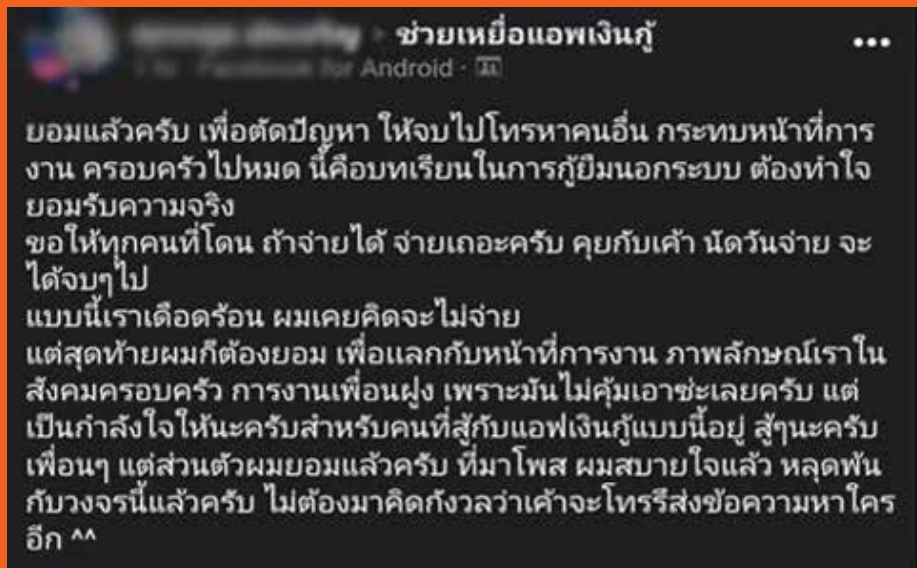 ช่วยเหยื่อแอพเงินกู้
Android
ยอมแล้วครับ เพื่อตัดปัญหา ให้จบไปโทรหาคนอื่น กระทบหน้าที่การ
งาน ครอบครัวไปหมด นี้คือบทเรียนในการกู้ยืมนอกระบบ ต้องทำใจ
ยอมรับความจริง
ขอให้ทุกคนที่โดน ถ้าจ่ายได้ จ่ายเถอะครับ คุยกับเค้า นัดวันจ่าย จะ
ได้จบๆไป
แบบนี้เราเดือดร้อน ผมเคยคิดจะไม่จ่าย
แต่สุดท้ายผมก็ต้องยอม เพื่อแลกกับหน้าที่การงาน ภาพลักษณ์เราใน
สังคมครอบครัว การงานเพื่อนฝูง เพราะมันไม่คุ้มเอาซ่ะเลยครับ แต่
เป็นกำลังใจให้นะครับสำหรับคนที่สู้กับแอฟเงินกู้แบบนี้อยู่ สู้ๆนะครับ
เพื่อนๆ แต่ส่วนตัวผมยอมแล้วครับ ที่มาโพส ผมสบายใจแล้ว หลุดพ้น
กับวงจรนี้แล้วครับ ไม่ต้องมาคิดกังวลว่าเค้าจะโทรรึส่งข้อความหาใคร
อีก ^^